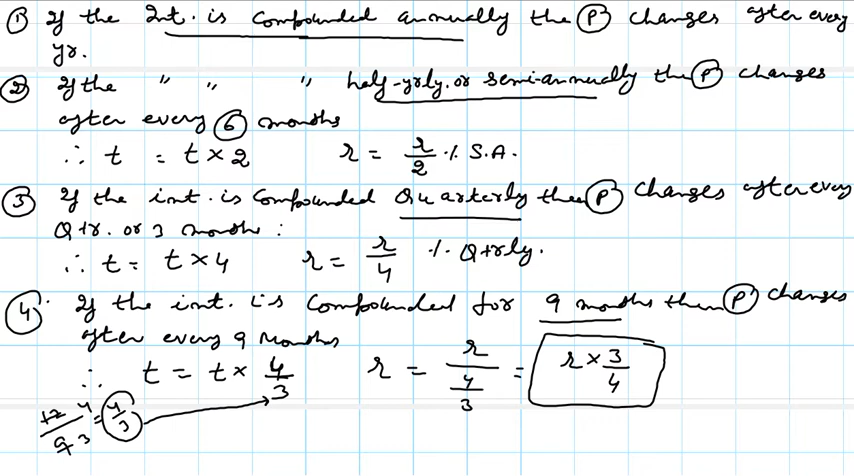 ① If the Int. is Compounded annually the Ⓟ changes after every
yr.
② If the " " " half-yrly. or semi-annually the Ⓟ changes
after every ⑥ months
∴ t = t × 2 r = r/2 % S.A.
③ If the int. is Compounded Quarterly then Ⓟ changes after every
Qtr. or 3 months:
∴ t = t × 4 r = r/4 % Qtrly.
④. If the int. is Compounded for 9 months then Ⓟ changes
after every 9 Months
∴ t = t × 4/3 r = r/(4/3) = r × 3/4
12/9 4/3 = 4/3